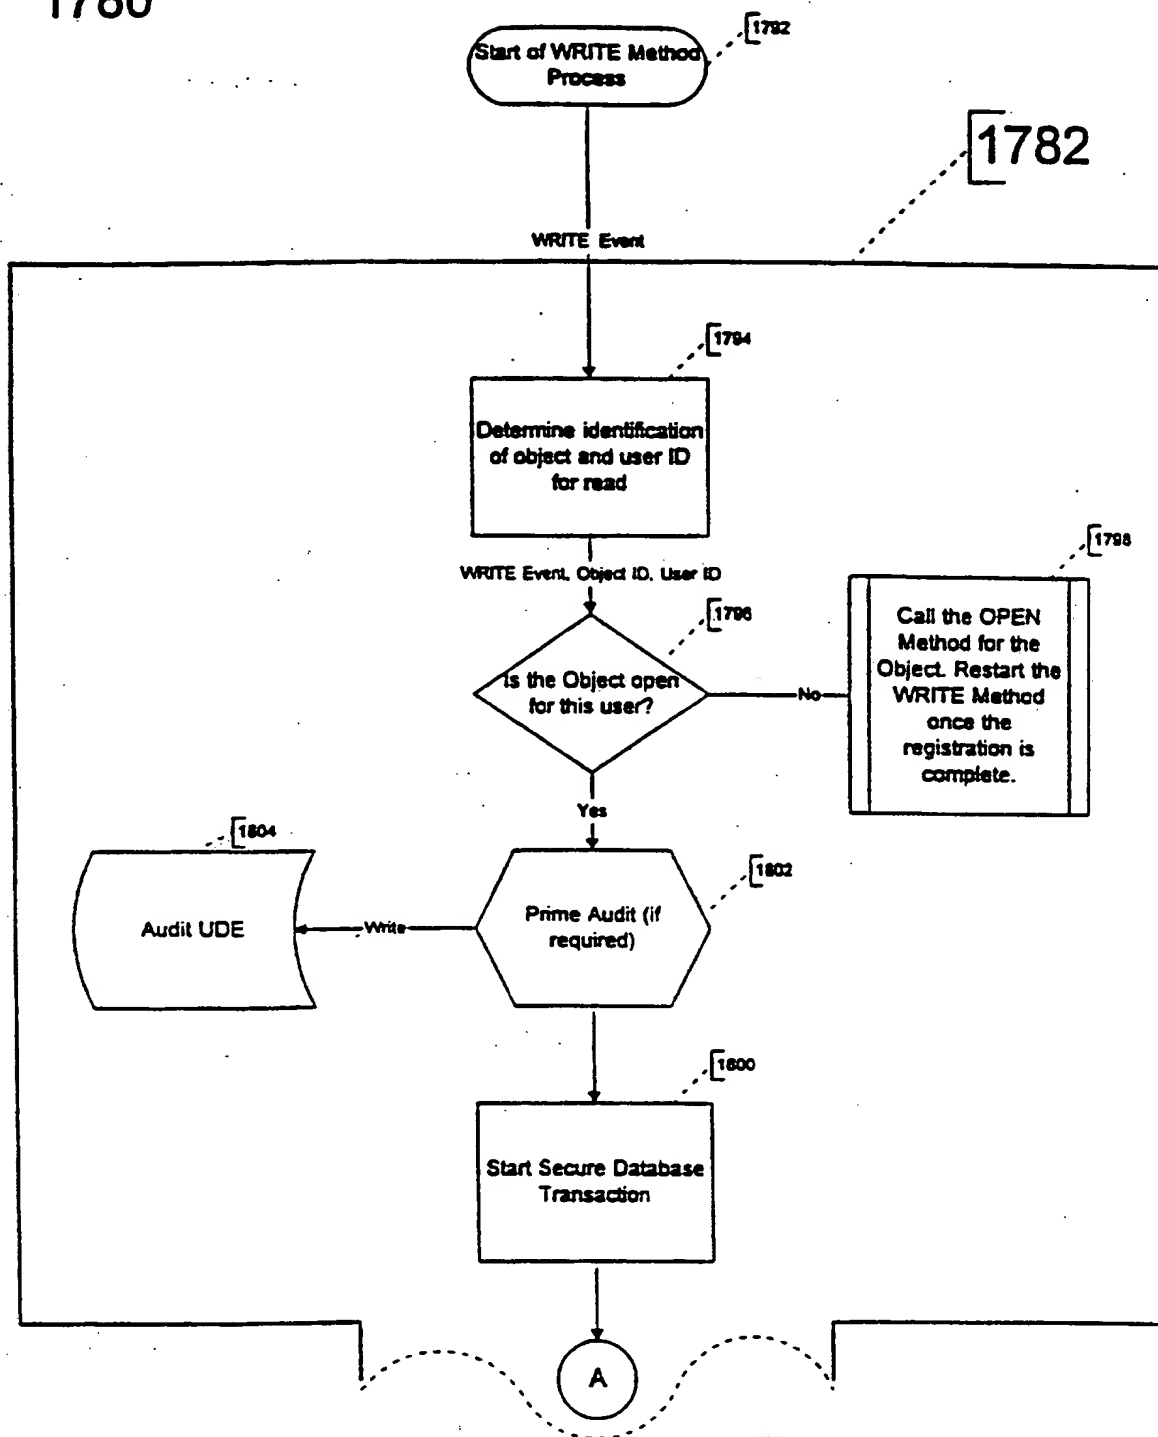 1780
Start of WRITE Method
Process
1792
1782
WRITE Event
1794
Determine identification
of object and user ID
for read
WRITE Event, Object ID, User ID
1796
Is the Object open
for this user?
No
1798
Call the OPEN
Method for the
Object. Restart the
WRITE Method
once the
registration is
complete.
Yes
1804
Audit UDE
Write
1802
Prime Audit (if
required)
1800
Start Secure Database
Transaction
A